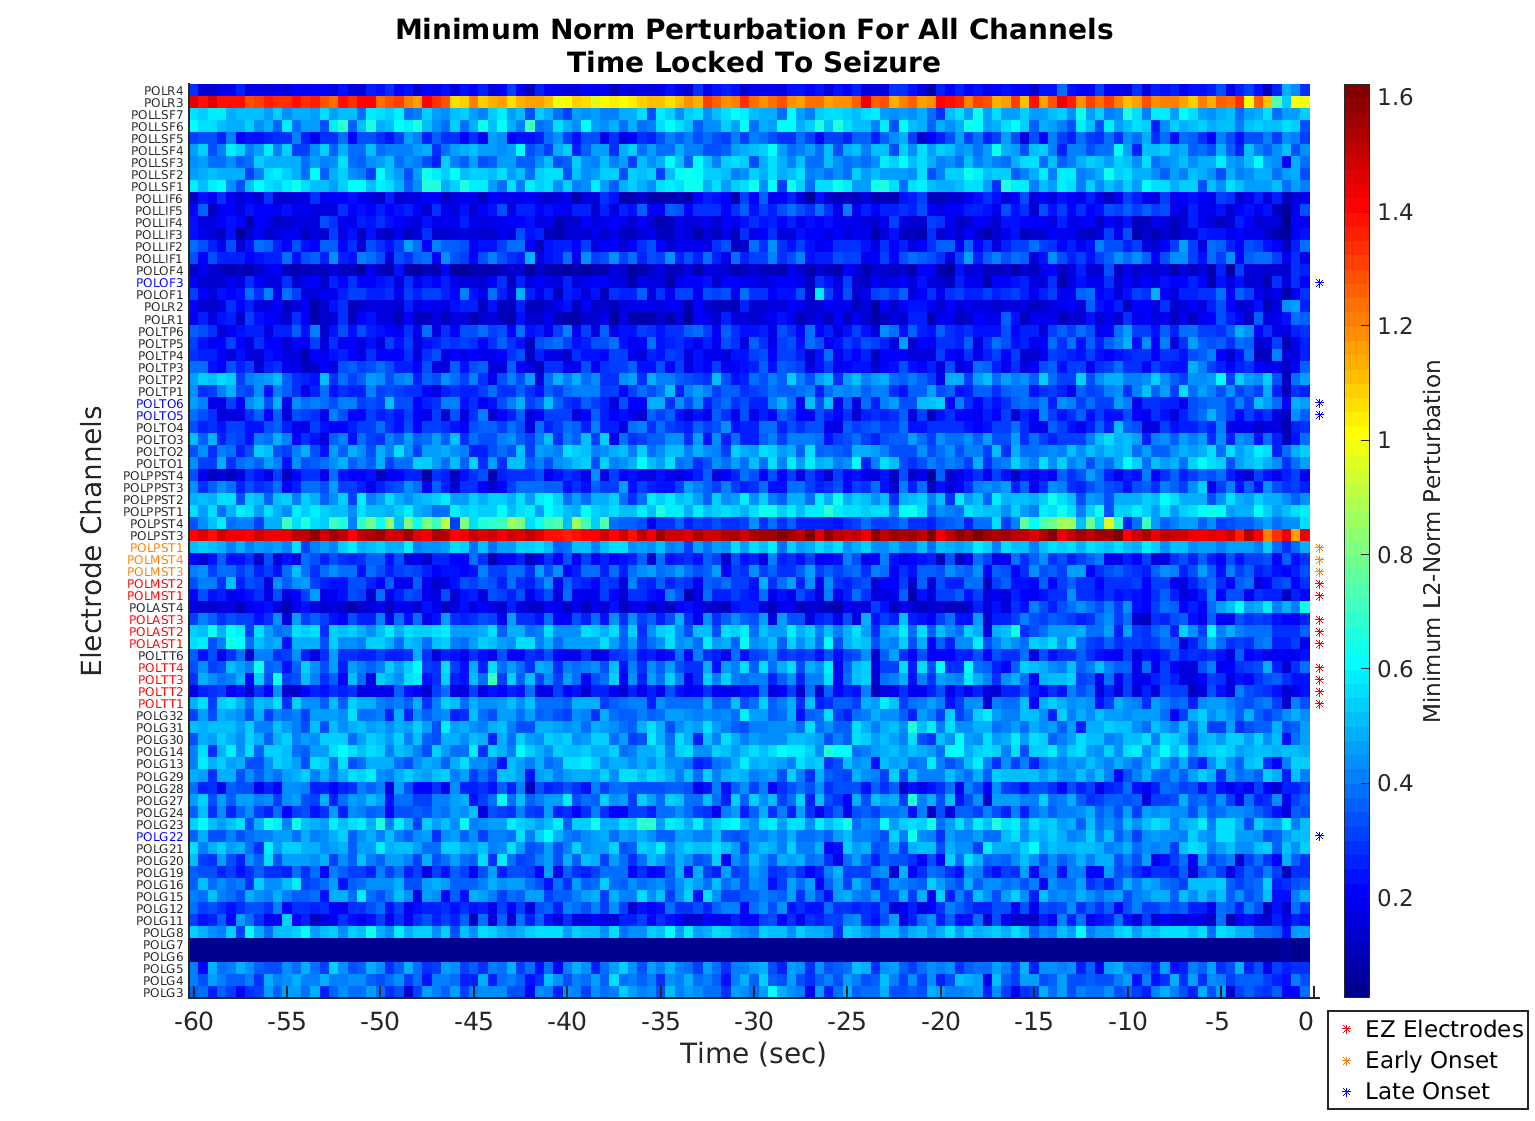 Minimum Norm Perturbation For All Channels
Time Locked To Seizure
Electrode Channels
POLR4
POLR3
POLLSF7
POLLSF6
POLLSF5
POLLSF4
POLLSF3
POLLSF2
POLLSF1
POLLIF6
POLLIF5
POLLIF4
POLLIF3
POLLIF2
POLLIF1
POLOF4
POLOF3
POLOF1
POLR2
POLR1
POLTP6
POLTP5
POLTP4
POLTP3
POLTP2
POLTP1
POLTO6
POLTO5
POLTO4
POLTO3
POLTO2
POLTO1
POLPPST4
POLPPST3
POLPPST2
POLPPST1
POLPST4
POLPST3
POLPST1
POLMST4
POLMST3
POLMST2
POLMST1
POLAST4
POLAST3
POLAST2
POLAST1
POLTT6
POLTT4
POLTT3
POLTT2
POLTT1
POLG32
POLG31
POLG30
POLG14
POLG13
POLG29
POLG28
POLG27
POLG24
POLG23
POLG22
POLG21
POLG20
POLG19
POLG16
POLG15
POLG12
POLG11
POLG8
POLG7
POLG6
POLG5
POLG4
POLG3
-60 -55 -50 -45 -40 -35 -30 -25 -20 -15 -10 -5 0
Time (sec)
1.6
1.4
1.2
1
0.8
0.6
0.4
0.2
Minimum L2-Norm Perturbation
EZ Electrodes
Early Onset
Late Onset